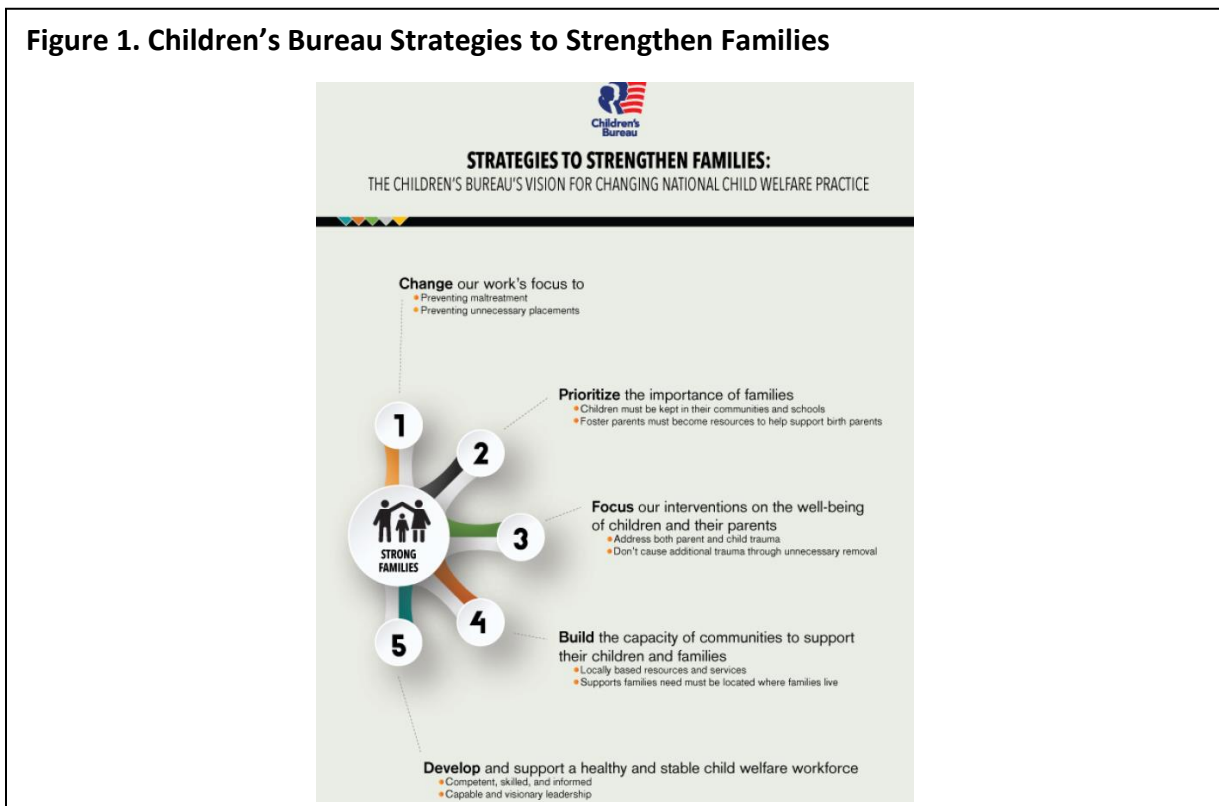 Figure 1. Children’s Bureau Strategies to Strengthen Families
Children's
Bureau
STRATEGIES TO STRENGTHEN FAMILIES:
THE CHILDREN'S BUREAU'S VISION FOR CHANGING NATIONAL CHILD WELFARE PRACTICE
Change our work's focus to
• Preventing maltreatment
• Preventing unnecessary placements
Prioritize the importance of families
• Children must be kept in their communities and schools
• Foster parents must become resources to help support birth parents
1
2
Focus our interventions on the well-being
of children and their parents
• Address both parent and child trauma
• Don't cause additional trauma through unnecessary removal
3
STRONG
FAMILIES
4
Build the capacity of communities to support
their children and families
• Locally based resources and services
• Supports families need must be located where families live
5
Develop and support a healthy and stable child welfare workforce
• Competent, skilled, and informed
• Capable and visionary leadership